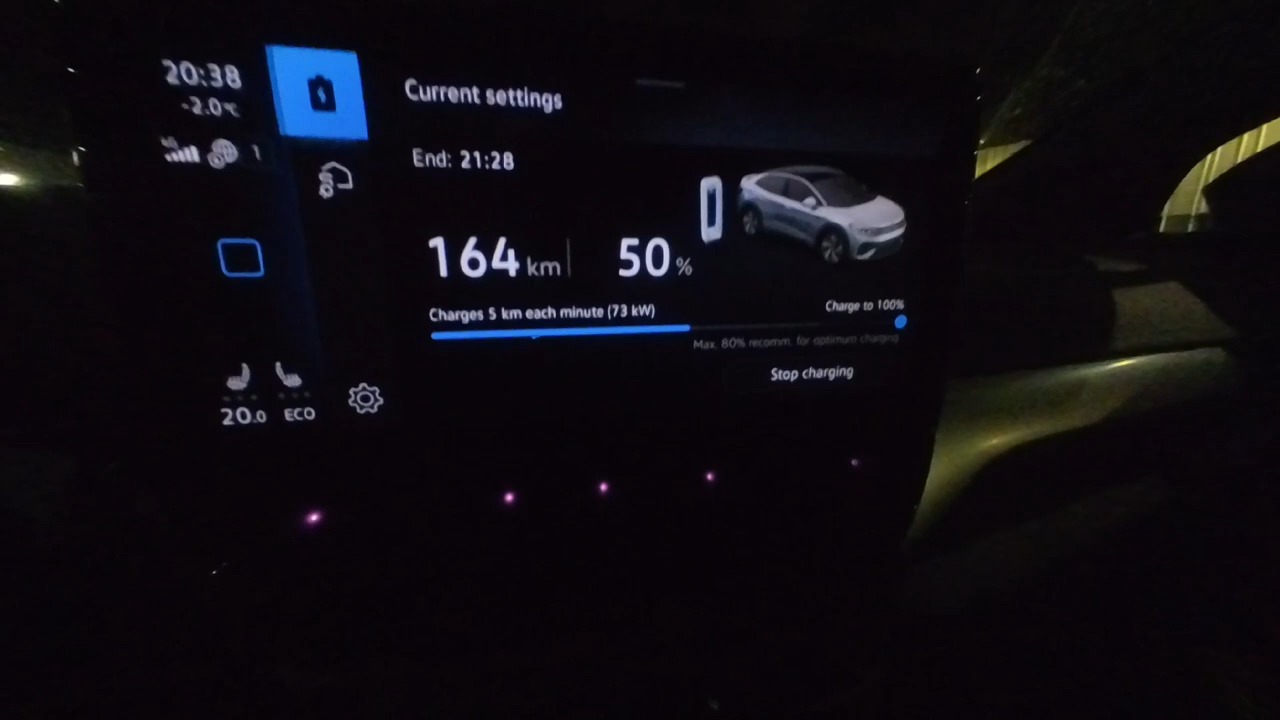 20:38
-2.0°C
1
Current settings
End: 21:28
164 km 50 %
Charges 5 km each minute (73 kW)
Charge to 100%
Max. 80% recomm. for optimum charging
Stop charging
20.0 ECO